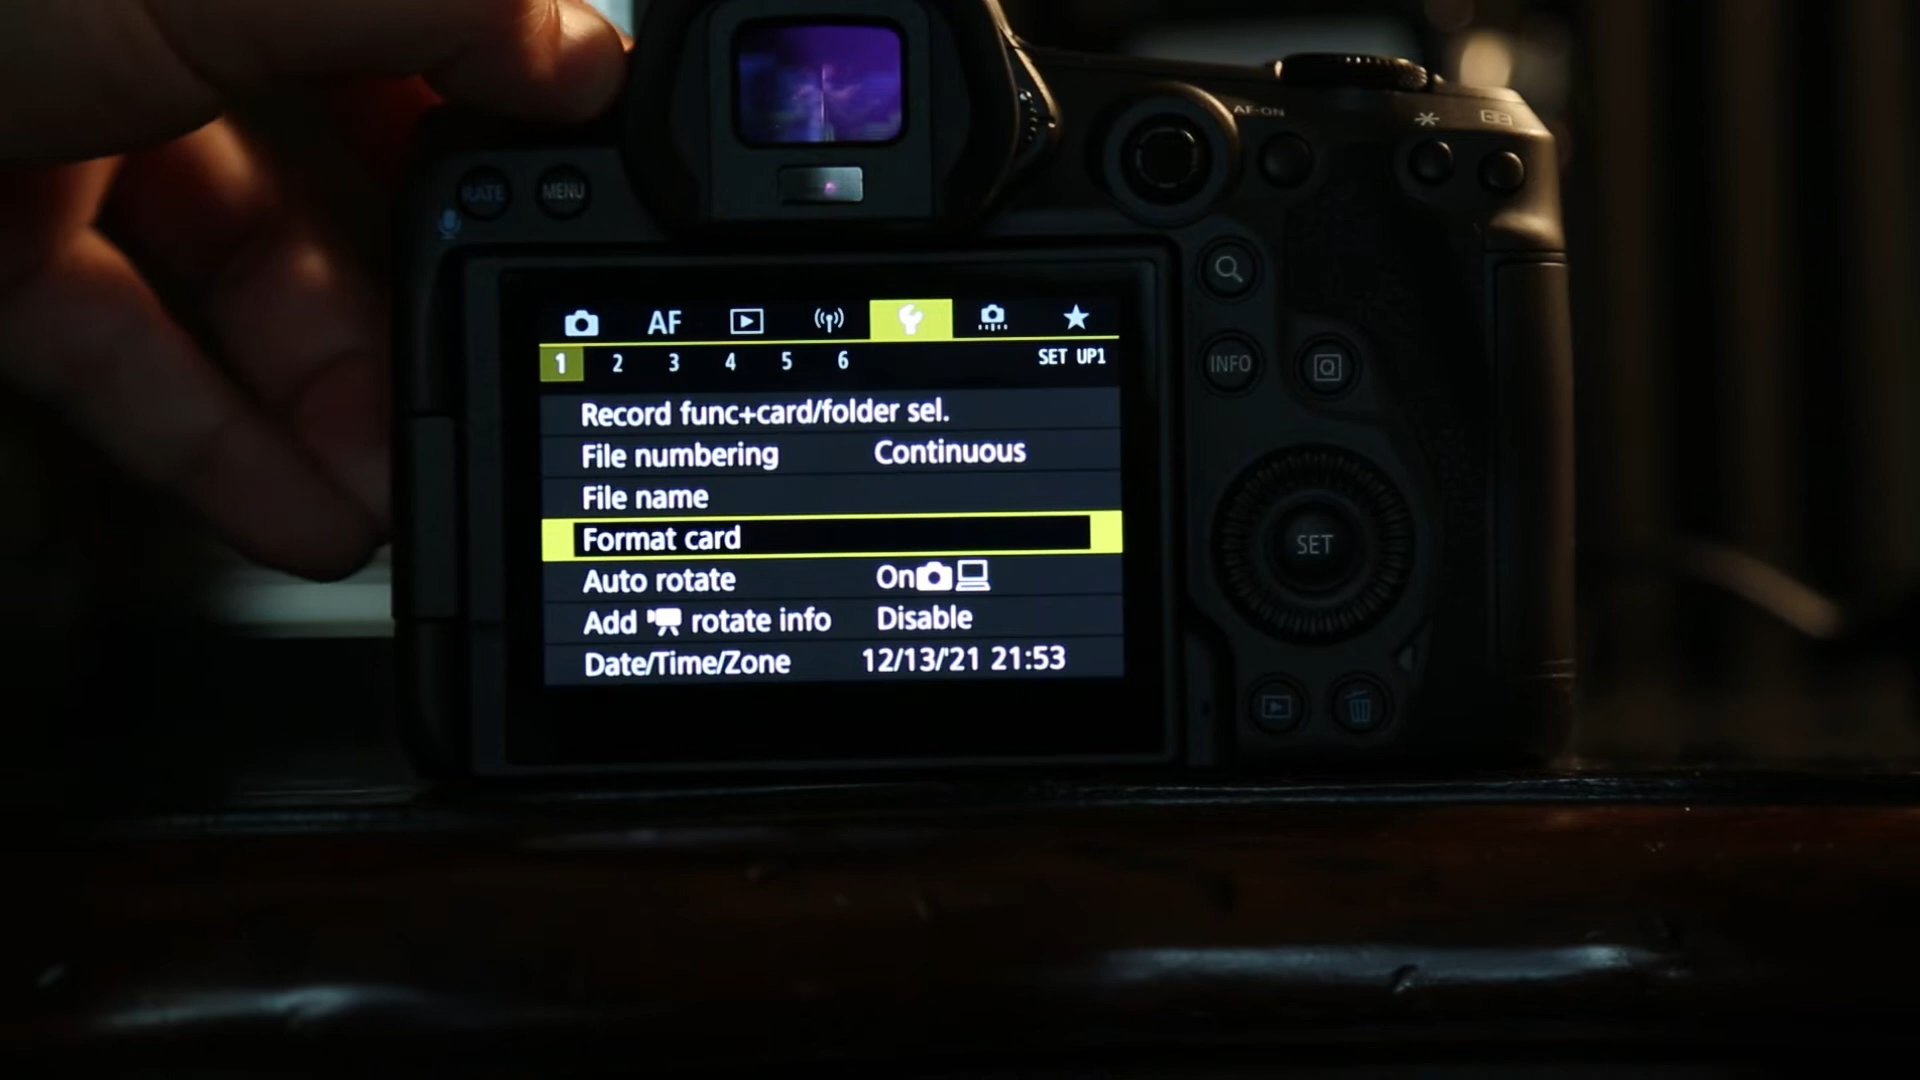 AF-ON
RATE MENU
AF
1 2 3 4 5 6 SET UP1
Record func+card/folder sel.
File numbering Continuous
File name
Format card
Auto rotate On
Add rotate info Disable
Date/Time/Zone 12/13/'21 21:53
INFO Q
SET